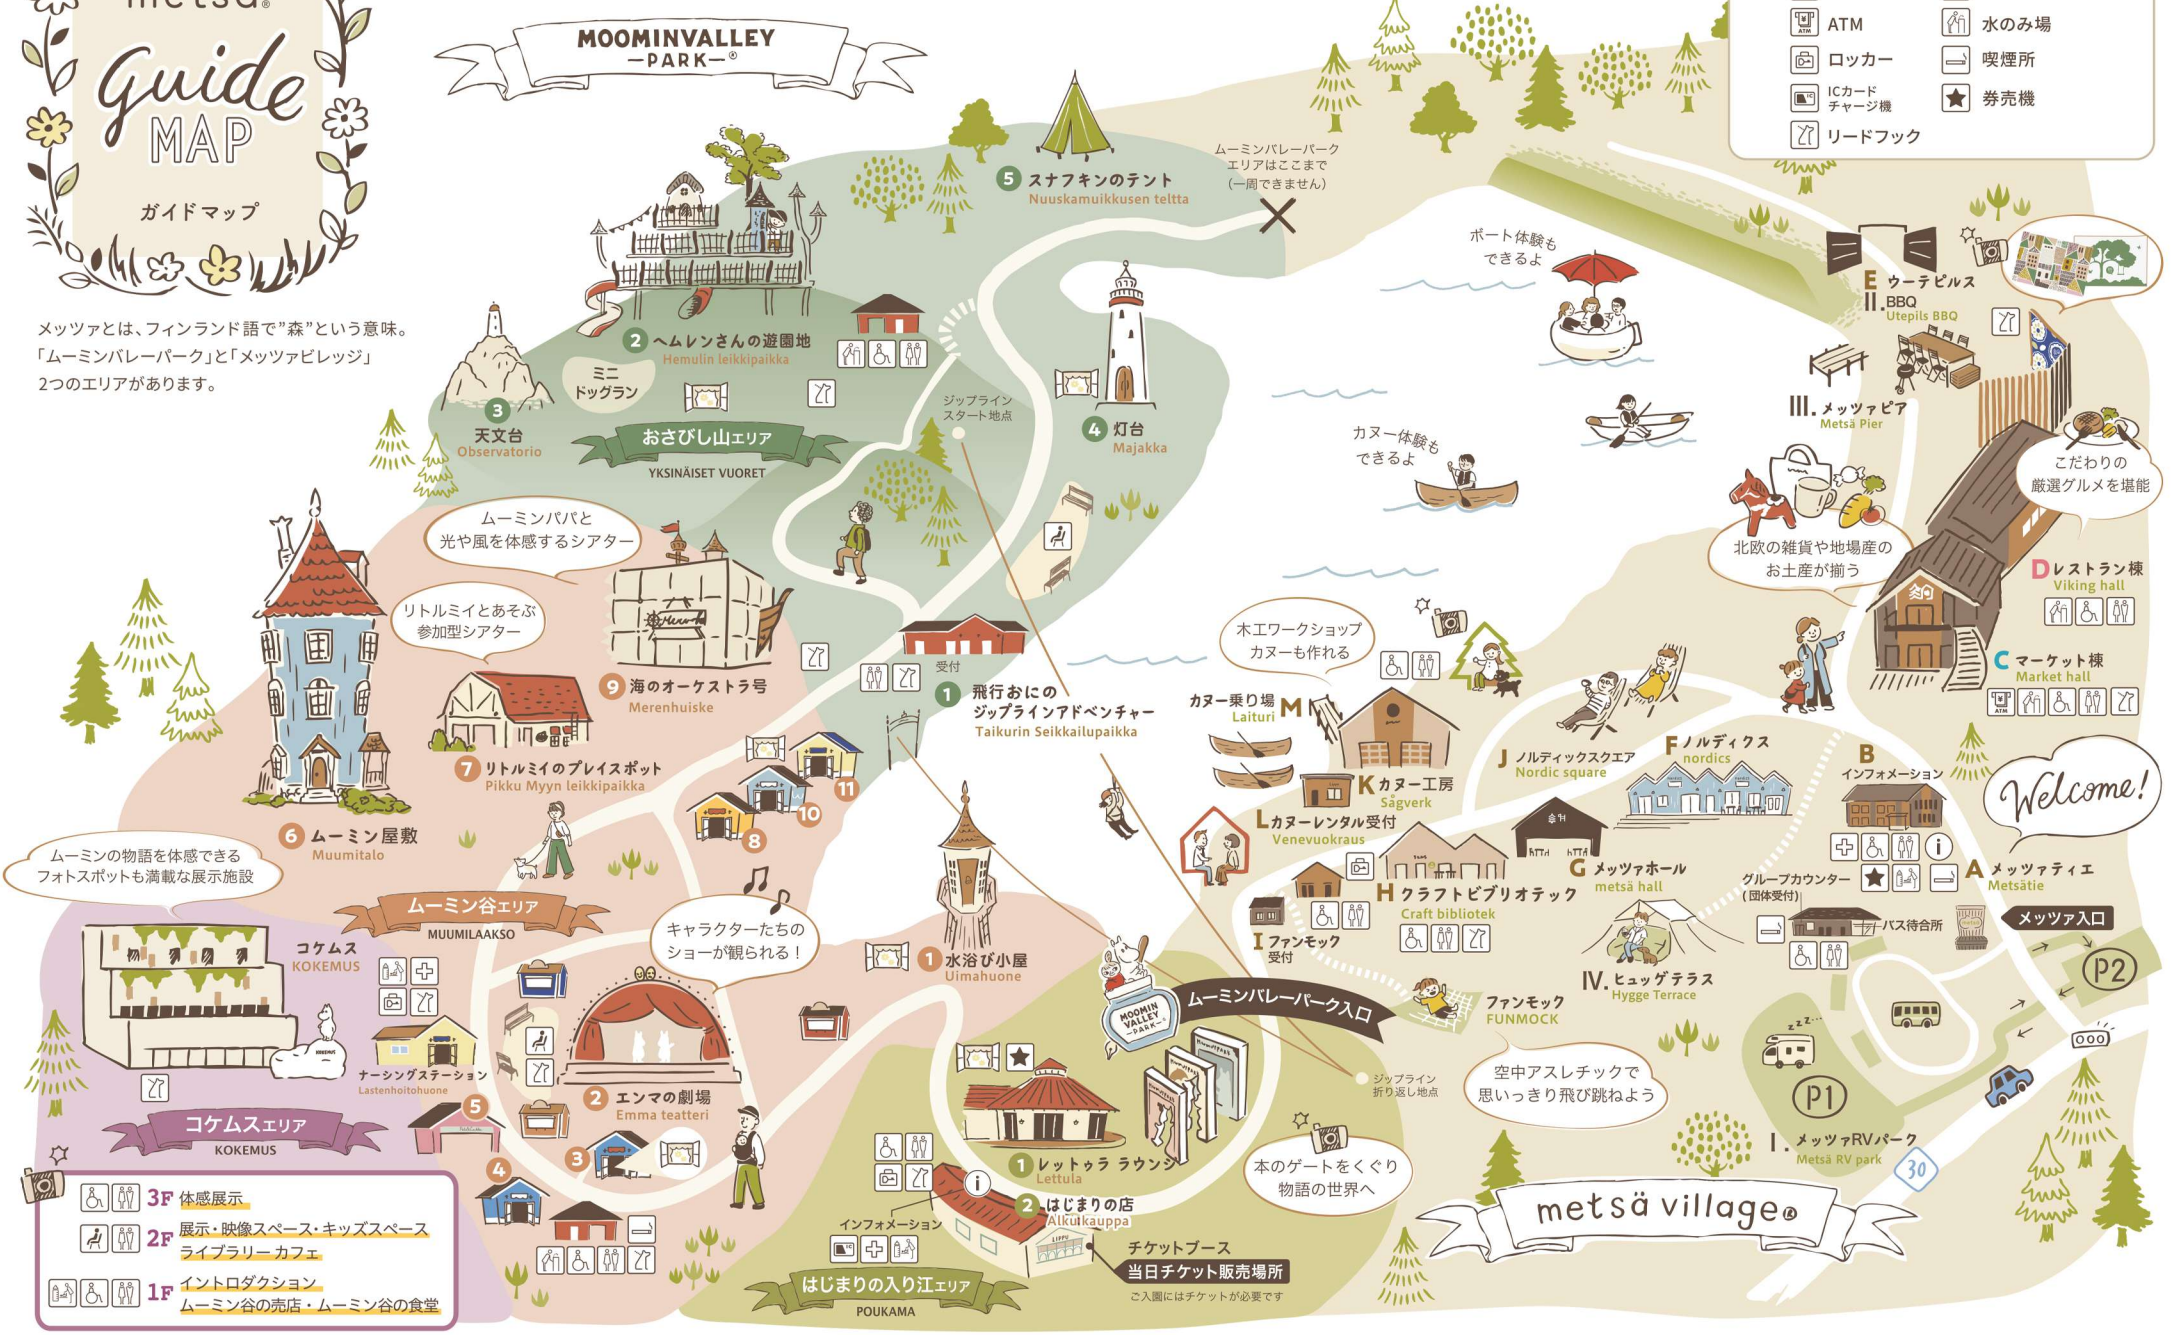 metsä®
Guide
MAP
ガイドマップ
メッツァとは、フィンランド語で"森"という意味。
「ムーミンバレーパーク」と「メッツァビレッジ」
2つのエリアがあります。
MOOMINVALLEY
—PARK—®
ATM
ATM
水のみ場
ロッカー
喫煙所
IC
ICカード
チャージ機
券売機
リードフック
5 スナフキンのテント
Nuuskamuikkusen teltta
ムーミンバレーパーク
エリアはここまで
(一周できません)
2 ヘムレンさんの遊園地
Hemulin leikkipaikka
ミニ
ドッグラン
3
天文台
Observatorio
おさびし山エリア
YKSINÄISET VUORET
ジップライン
スタート地点
4 灯台
Majakka
ボート体験も
できるよ
カヌー体験も
できるよ
E ウーテピルス
II. BBQ
Utepils BBQ
III. メッツァピア
Metsä Pier
こだわりの
厳選グルメを堪能
北欧の雑貨や地場産の
お土産が揃う
D レストラン棟
Viking hall
C マーケット棟
Market hall
ATM
ムーミンパパと
光や風を体感するシアター
リトルミイとあそぶ
参加型シアター
9 海のオーケストラ号
Merenhuiske
7 リトルミイのプレイスポット
Pikku Myyn leikkipaikka
受付
1 飛行おにの
ジップラインアドベンチャー
Taikurin Seikkailupaikka
11
10
8
6 ムーミン屋敷
Muumitalo
ムーミンの物語を体感できる
フォトスポットも満載な展示施設
ムーミン谷エリア
MUUMILAAKSO
キャラクターたちの
ショーが観られる！
コケムス
KOKEMUS
KOKEMUS
ナーシングステーション
Lastenhoitohuone
コケムスエリア
KOKEMUS
3F 体感展示
2F 展示・映像スペース・キッズスペース
ライブラリー カフェ
1F イントロダクション
ムーミン谷の売店・ムーミン谷の食堂
5
4
3
2 エンマの劇場
Emma teatteri
1 水浴び小屋
Uimahuone
MOOMIN
VALLEY
—PARK—
ムーミンバレーパーク入口
1 レットゥラ ラウンジ
Lettula
2 はじまりの店
Alku kauppa
i
インフォメーション
IC
LIPPU
チケットブース
当日チケット販売場所
ご入園にはチケットが必要です
はじまりの入り江エリア
POUKAMA
本のゲートをくぐり
物語の世界へ
ジップライン
折り返し地点
木工ワークショップ
カヌーも作れる
カヌー乗り場 M
Laituri
K カヌー工房
Sågverk
L カヌーレンタル受付
Venevuokraus
J ノルディックスクエア
Nordic square
F ノルディクス
nordics
B
インフォメーション
i
Welcome!
G メッツァホール
metsä hall
H クラフトビブリオテック
Craft bibliotek
I ファンモック
受付
グループカウンター
(団体受付)
A メッツァティエ
Metsätie
バス待合所
メッツァ入口
IV. ヒュッゲテラス
Hygge Terrace
ファンモック
FUNMOCK
空中アスレチックで
思いっきり飛び跳ねよう
zzz...
P1
P2
I. メッツァRVパーク
Metsä RV park
30
metsä village®